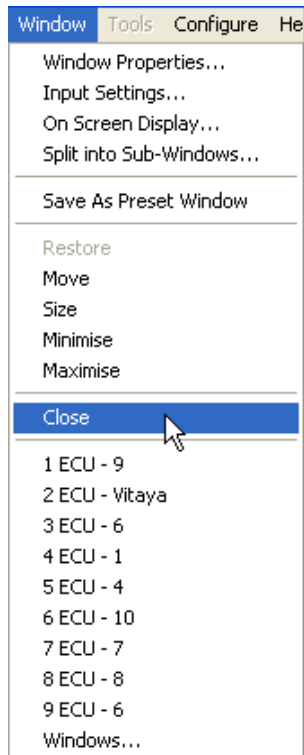 Window Tools Configure He
Window Properties...
Input Settings...
On Screen Display...
Split into Sub-Windows...
Save As Preset Window
Restore
Move
Size
Minimise
Maximise
Close
1 ECU - 9
2 ECU - Vitaya
3 ECU - 6
4 ECU - 1
5 ECU - 4
6 ECU - 10
7 ECU - 7
8 ECU - 8
9 ECU - 6
Windows...